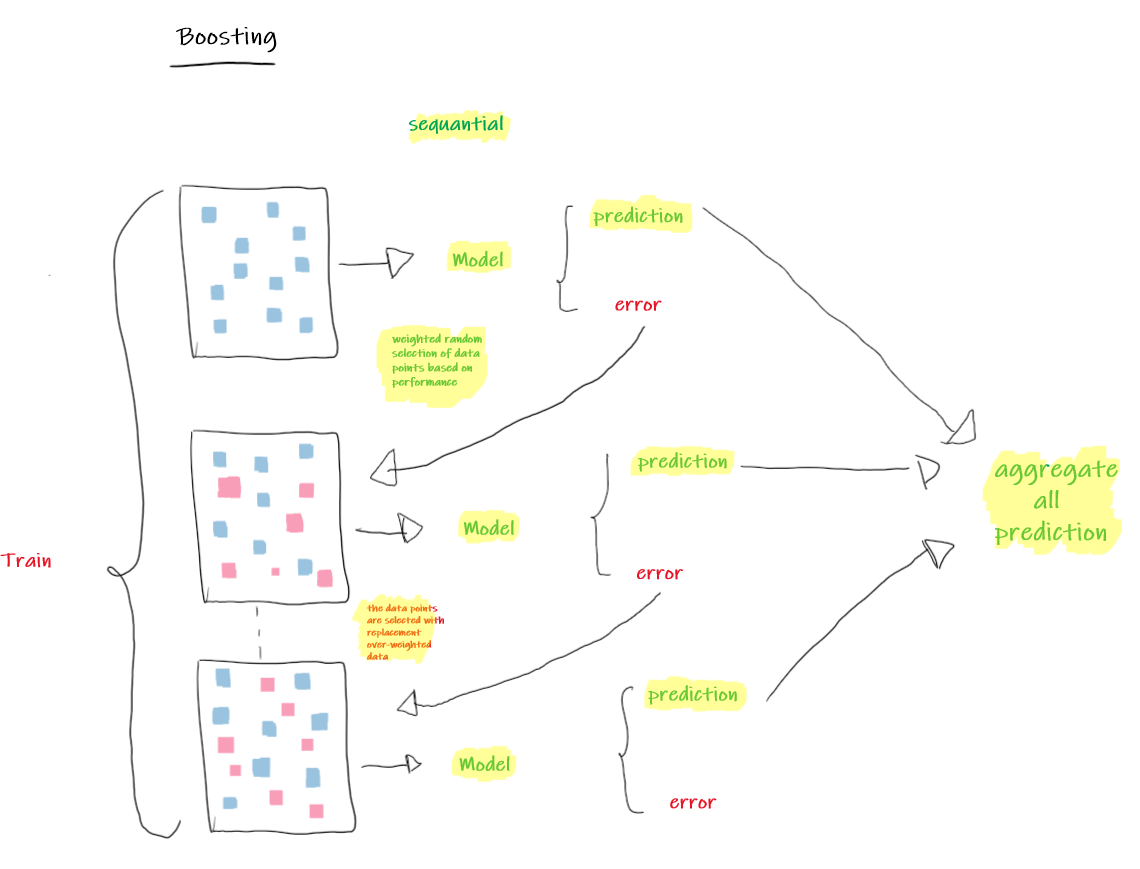 Boosting
sequantial
prediction
Model
error
weighted random
selection of data
points based on
performance
prediction
Model
error
aggregate
all
prediction
Train
the data points
are selected with
replacement
over-weighted
data
prediction
Model
error